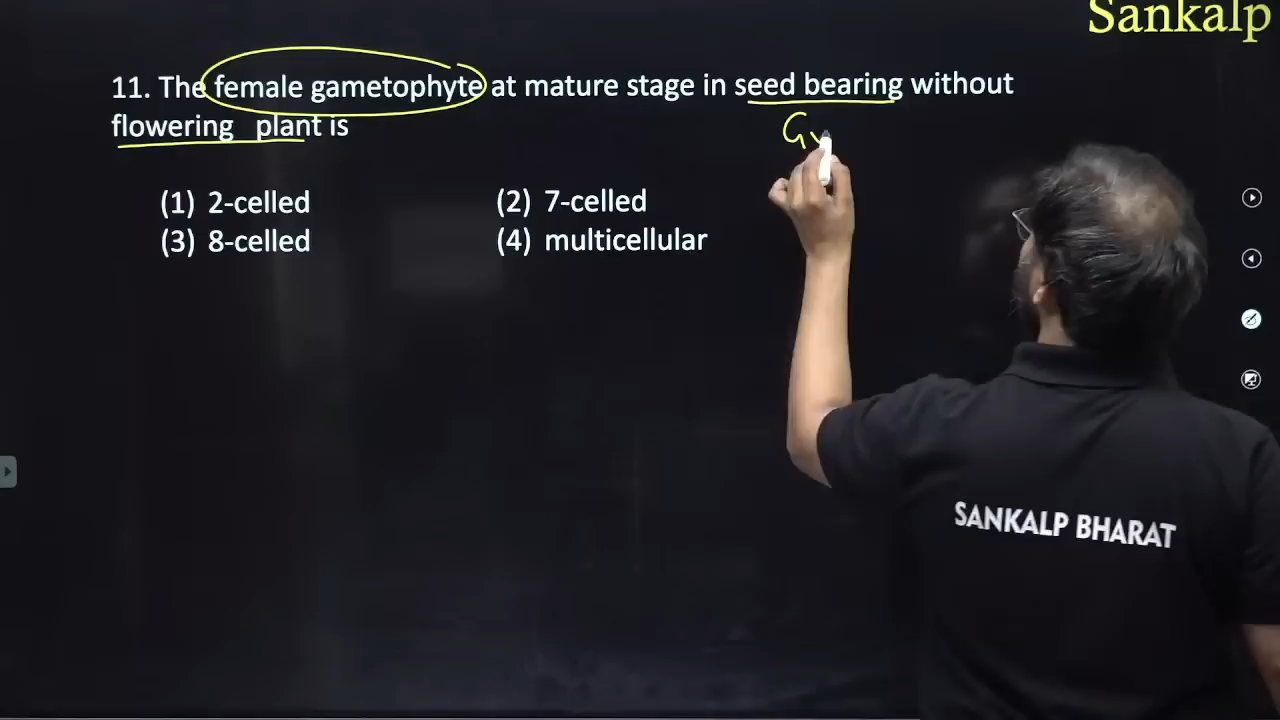 Sankalp
11. The female gametophyte at mature stage in seed bearing without
flowering plant is
Gy
(1) 2-celled (2) 7-celled
(3) 8-celled (4) multicellular
SANKALP BHARAT